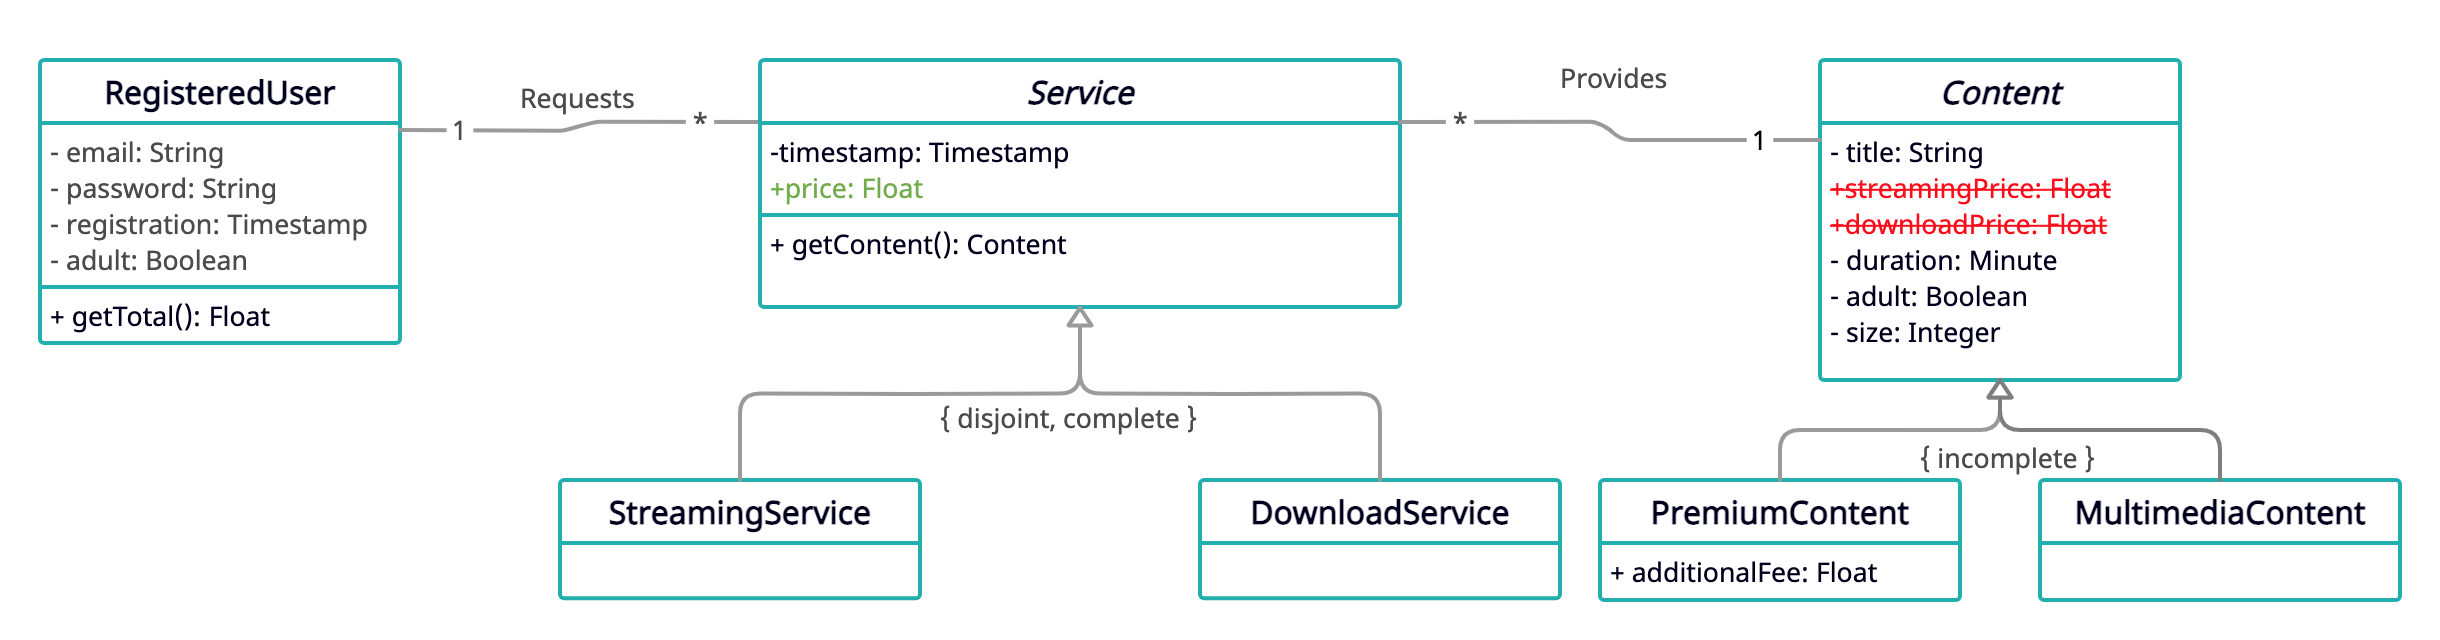 RegisteredUser
- email: String
- password: String
- registration: Timestamp
- adult: Boolean
+ getTotal(): Float
1
Requests
*
Service
-timestamp: Timestamp
+price: Float
+ getContent(): Content
*
Provides
1
Content
- title: String
+streamingPrice: Float
+downloadPrice: Float
- duration: Minute
- adult: Boolean
- size: Integer
{ disjoint, complete }
{ incomplete }
StreamingService
DownloadService
PremiumContent
+ additionalFee: Float
MultimediaContent